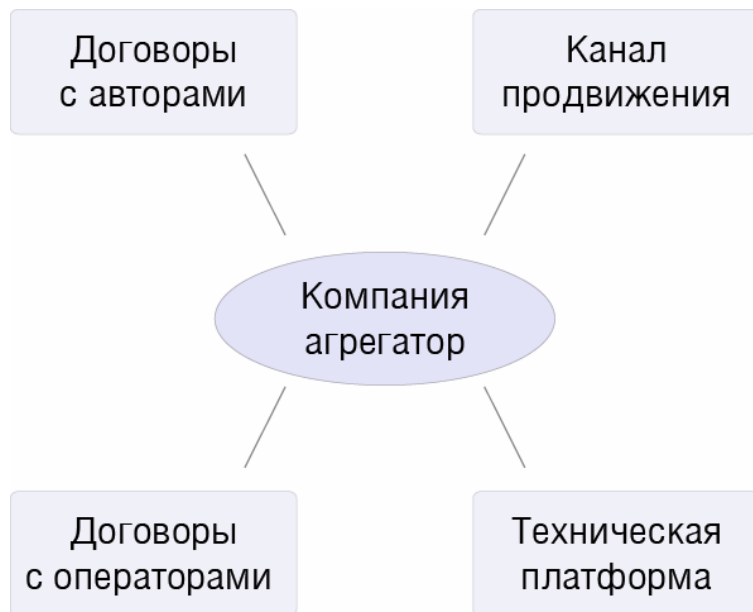 Договоры
с авторами
Канал
продвижения
Компания
агрегатор
Договоры
с операторами
Техническая
платформа